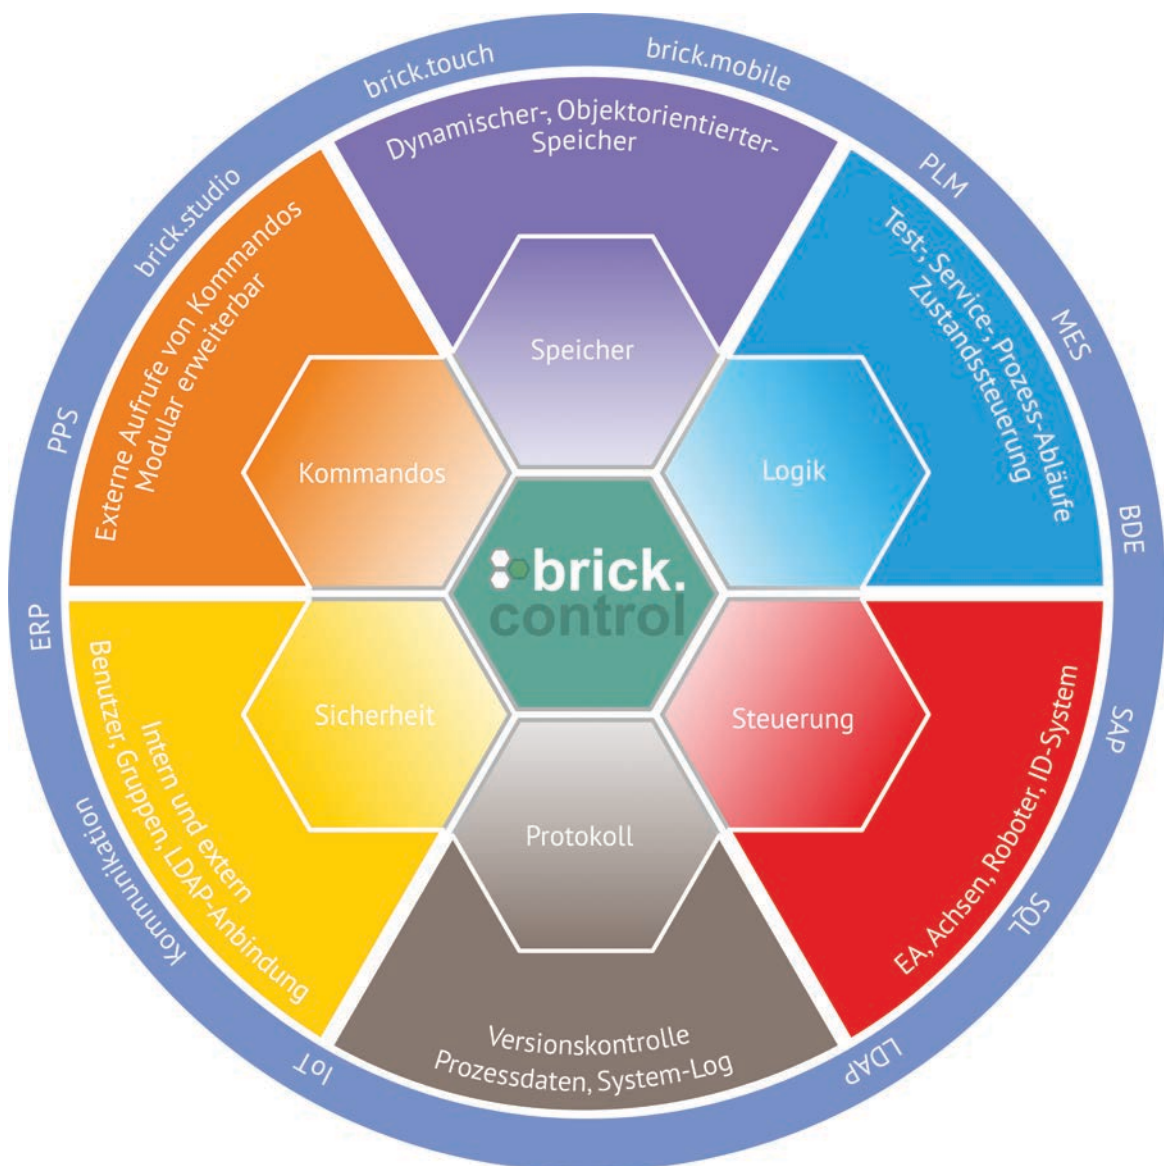 brick.touch
brick.mobile
PLM
MES
BDE
SAP
SQL
LDAP
IoT
Kommunikation
ERP
PPS
brick.studio
Dynamischer-, Objektorientierter-
Speicher
Speicher
Test-, Service-, Prozess-Abläufe
Zustandssteuerung
Logik
EA, Achsen, Roboter, ID-System
Steuerung
Protokoll
Versionskontrolle
Prozessdaten, System-Log
Sicherheit
Intern und extern
Benutzer, Gruppen, LDAP-Anbindung
Externe Aufrufe von Kommandos
Modular erweiterbar
Kommandos
brick.
control